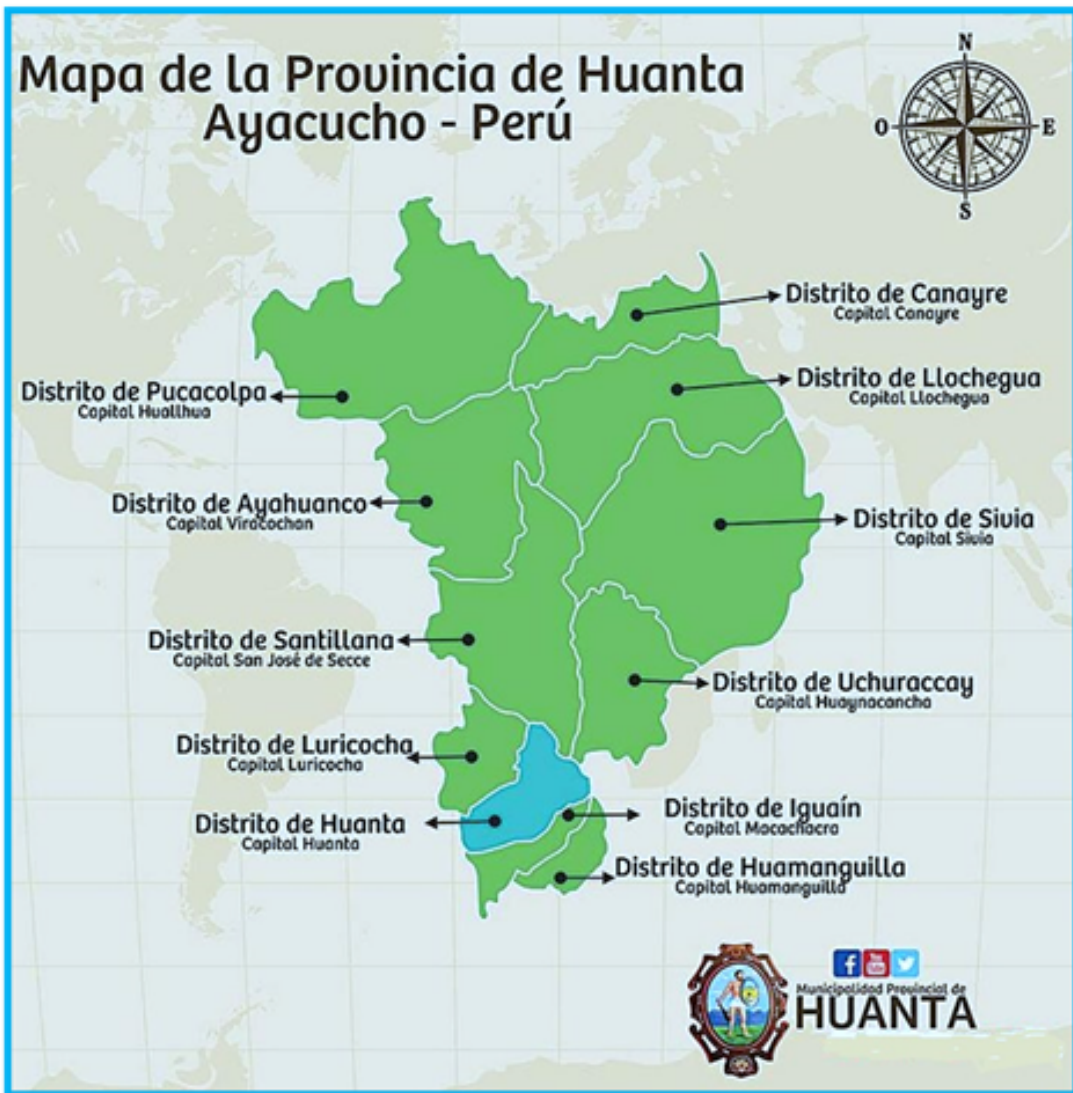 Mapa de la Provincia de Huanta
Ayacucho - Perú
N
O
E
S
Distrito de Canayre
Capital Canayre
Distrito de Pucacolpa
Capital Huallhua
Distrito de Llochegua
Capital Llochegua
Distrito de Ayahuanco
Capital Viracochan
Distrito de Sivia
Capital Sivia
Distrito de Santillana
Capital San José de Secce
Distrito de Uchuraccay
Capital Huaynacancha
Distrito de Luricocha
Capital Luricocha
Distrito de Huanta
Capital Huanta
Distrito de Iguaín
Capital Macachacra
Distrito de Huamanguilla
Capital Huamanguilla
f You Tube
Municipalidad Provincial de
HUANTA